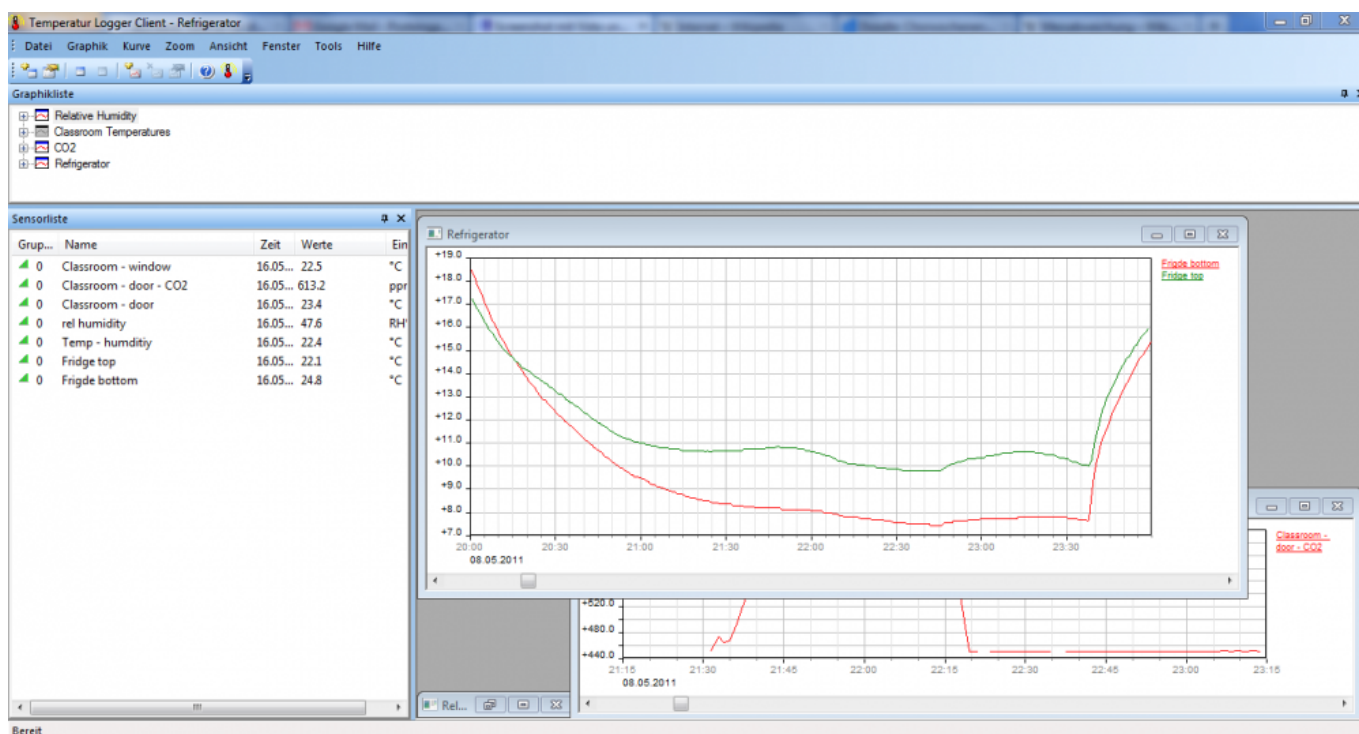 Temperatur Logger Client - Refrigerator
Datei Graphik Kurve Zoom Ansicht Fenster Tools Hilfe
Graphikliste
Relative Humidity
Classroom Temperatures
CO2
Refrigerator
Sensorliste
Grup... Name Zeit Werte Ein
0 Classroom - window 16.05... 22.5 °C
0 Classroom - door - CO2 16.05... 613.2 ppr
0 Classroom - door 16.05... 23.4 °C
0 rel humidity 16.05... 47.6 RH'
0 Temp - humditiy 16.05... 22.4 °C
0 Fridge top 16.05... 22.1 °C
0 Frigde bottom 16.05... 24.8 °C
Refrigerator
+19.0
+18.0
+17.0
+16.0
+15.0
+14.0
+13.0
+12.0
+11.0
+10.0
+9.0
+8.0
+7.0
20:00 20:30 21:00 21:30 22:00 22:30 23:00 23:30
08.05.2011
Frigde bottom
Fridge top
Classroom -
door - CO2
+520.0
+480.0
+440.0
21:15 21:30 21:45 22:00 22:15 22:30 22:45 23:00 23:15
08.05.2011
Rel...
Bereit